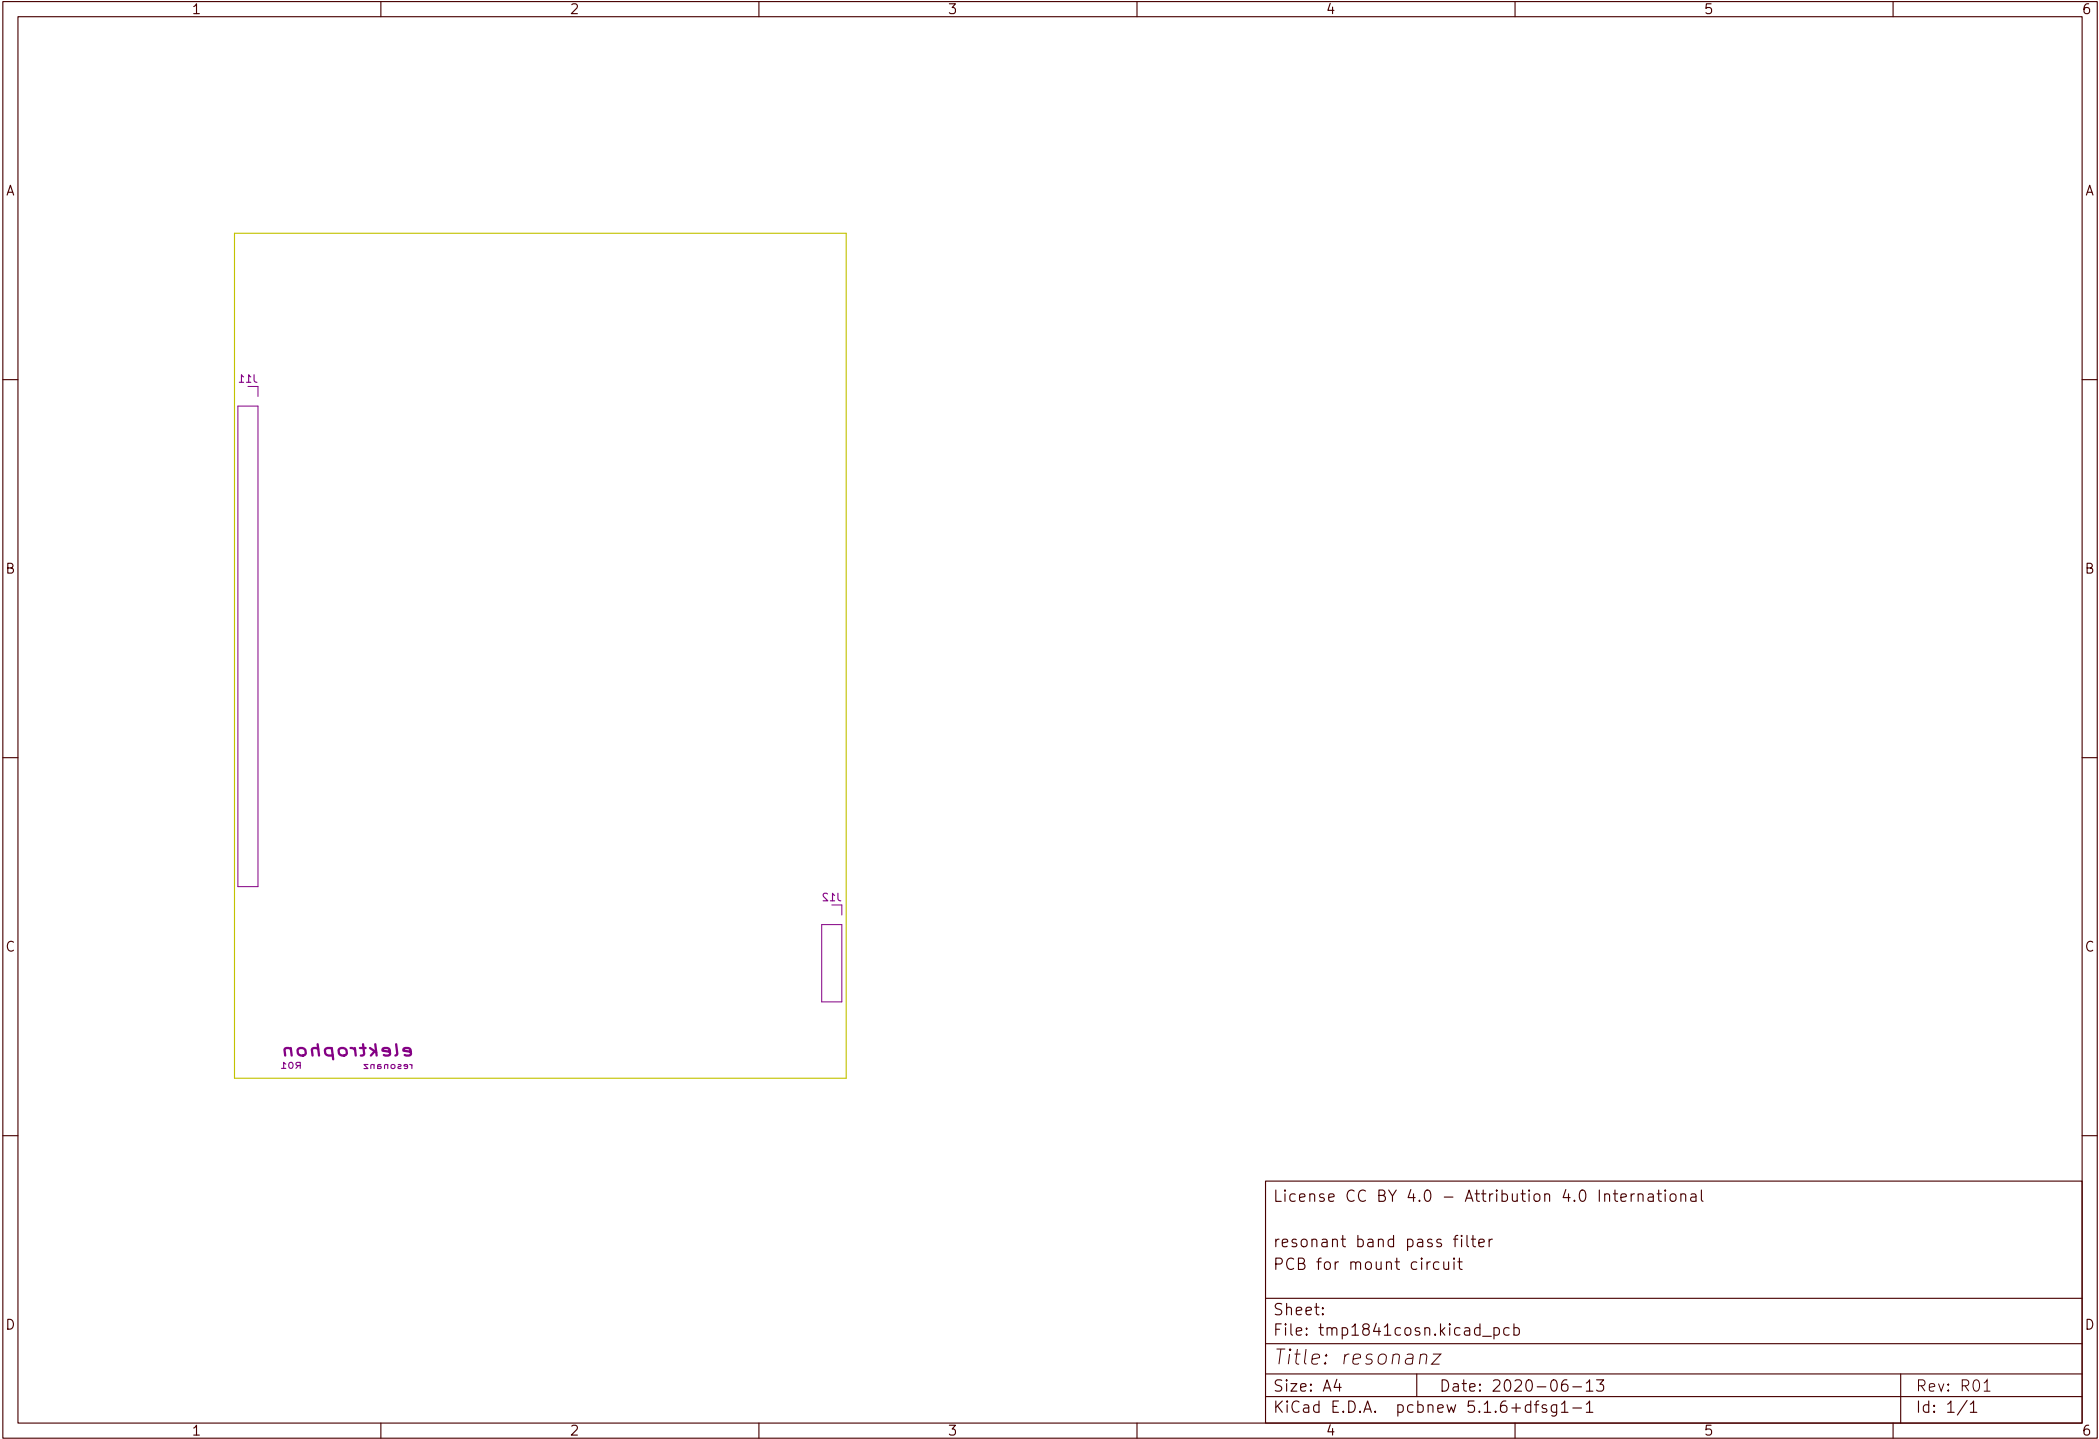 1 2 3 4 5 6
A A
J11
B B
J12
C C
elektrophon
R01 resonanz
License CC BY 4.0 – Attribution 4.0 International
resonant band pass filter
PCB for mount circuit
Sheet:
D D
File: tmp1841cosn.kicad_pcb
Title: resonanz
Size: A4 Date: 2020-06-13 Rev: R01
KiCad E.D.A. pcbnew 5.1.6+dfsg1-1 Id: 1/1
1 2 3 4 5 6